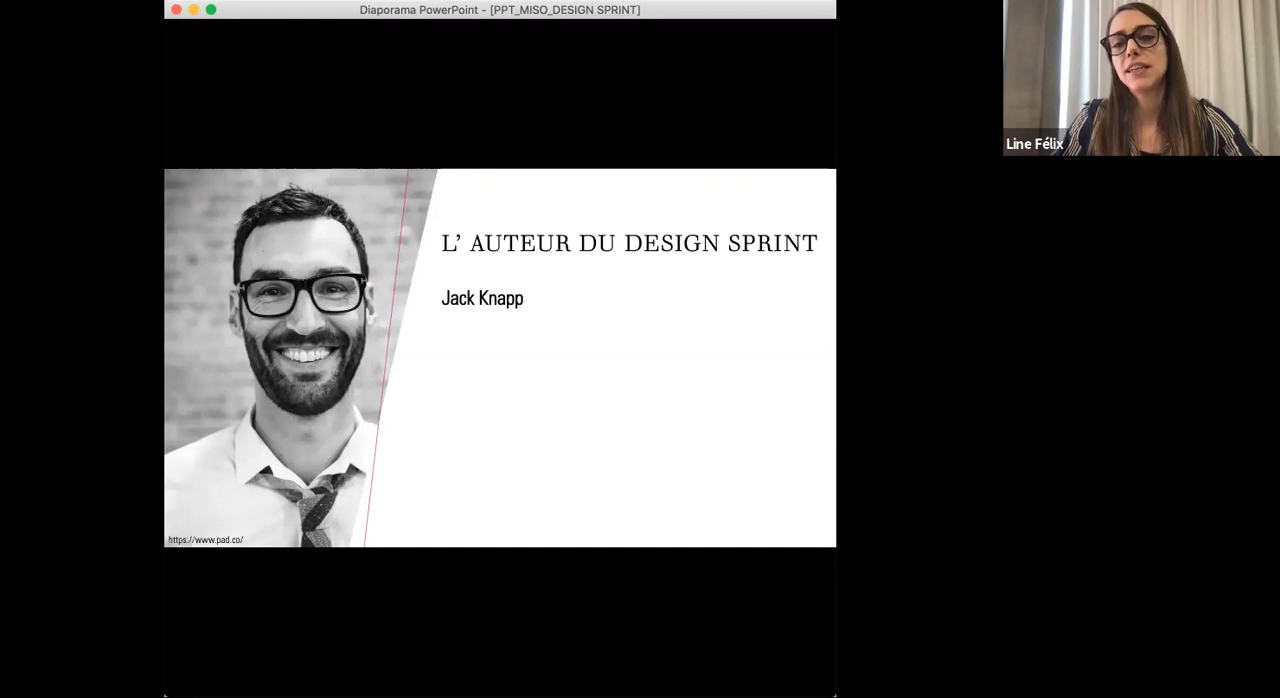 Diaporama PowerPoint - [PPT_MISO_DESIGN SPRINT]
Line Félix
L' AUTEUR DU DESIGN SPRINT
Jack Knapp
https://www.pad.co/